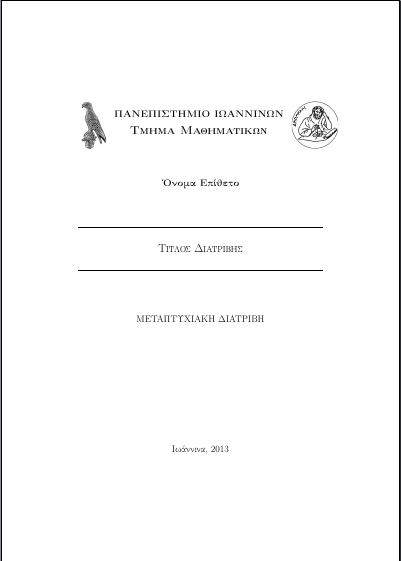 ΠΑΝΕΠΙΣΤΗΜΙΟ ΙΩΑΝΝΙΝΩΝ
Τμημα Μαθηματικων
Όνομα Επίθετο
Τιτλος Διατριβης
ΜΕΤΑΠΤΥΧΙΑΚΗ ΔΙΑΤΡΙΒΗ
Ιωάννινα, 2013